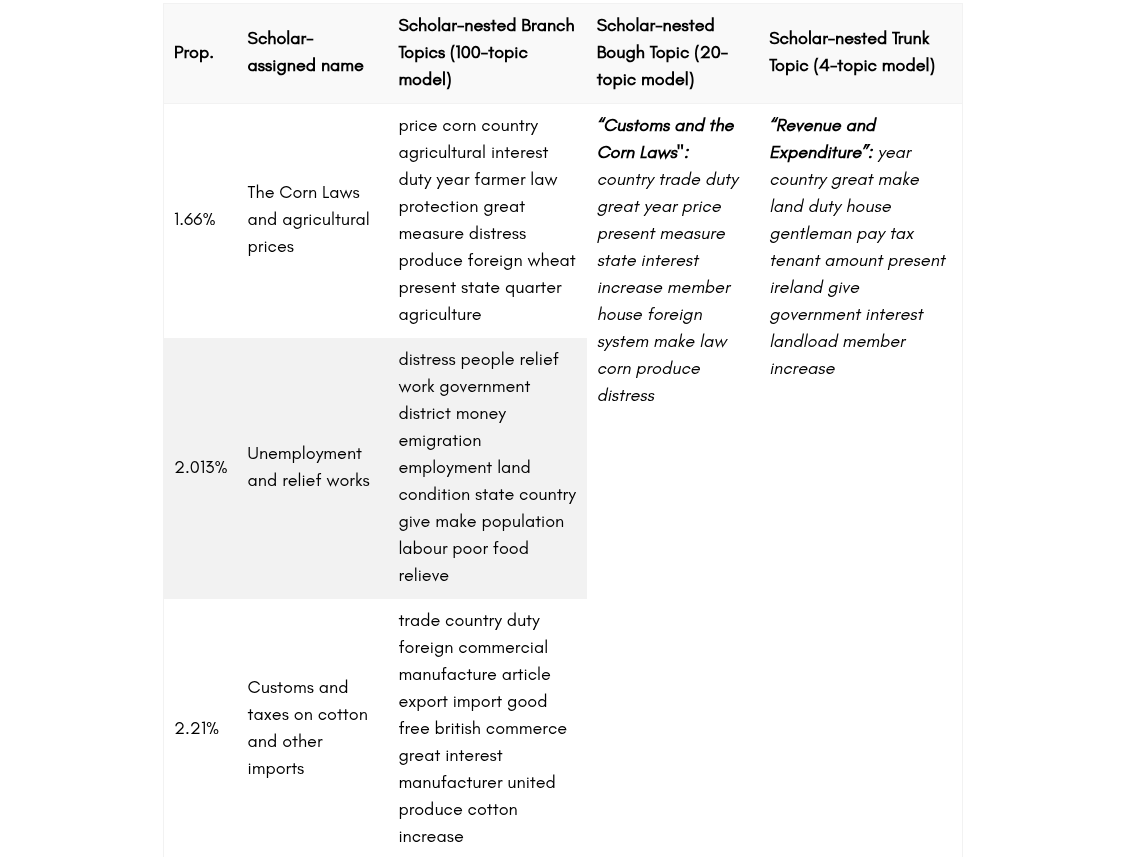 Prop.
Scholar-
assigned name
Scholar-nested Branch
Topics (100-topic
model)
Scholar-nested
Bough Topic (20-
topic model)
Scholar-nested Trunk
Topic (4-topic model)
1.66%
The Corn Laws
and agricultural
prices
price corn country
agricultural interest
duty year farmer law
protection great
measure distress
produce foreign wheat
present state quarter
agriculture
“Customs and the
Corn Laws":
country trade duty
great year price
present measure
state interest
increase member
house foreign
system make law
corn produce
distress
“Revenue and
Expenditure”: year
country great make
land duty house
gentleman pay tax
tenant amount present
ireland give
government interest
landload member
increase
2.013%
Unemployment
and relief works
distress people relief
work government
district money
emigration
employment land
condition state country
give make population
labour poor food
relieve
2.21%
Customs and
taxes on cotton
and other
imports
trade country duty
foreign commercial
manufacture article
export import good
free british commerce
great interest
manufacturer united
produce cotton
increase